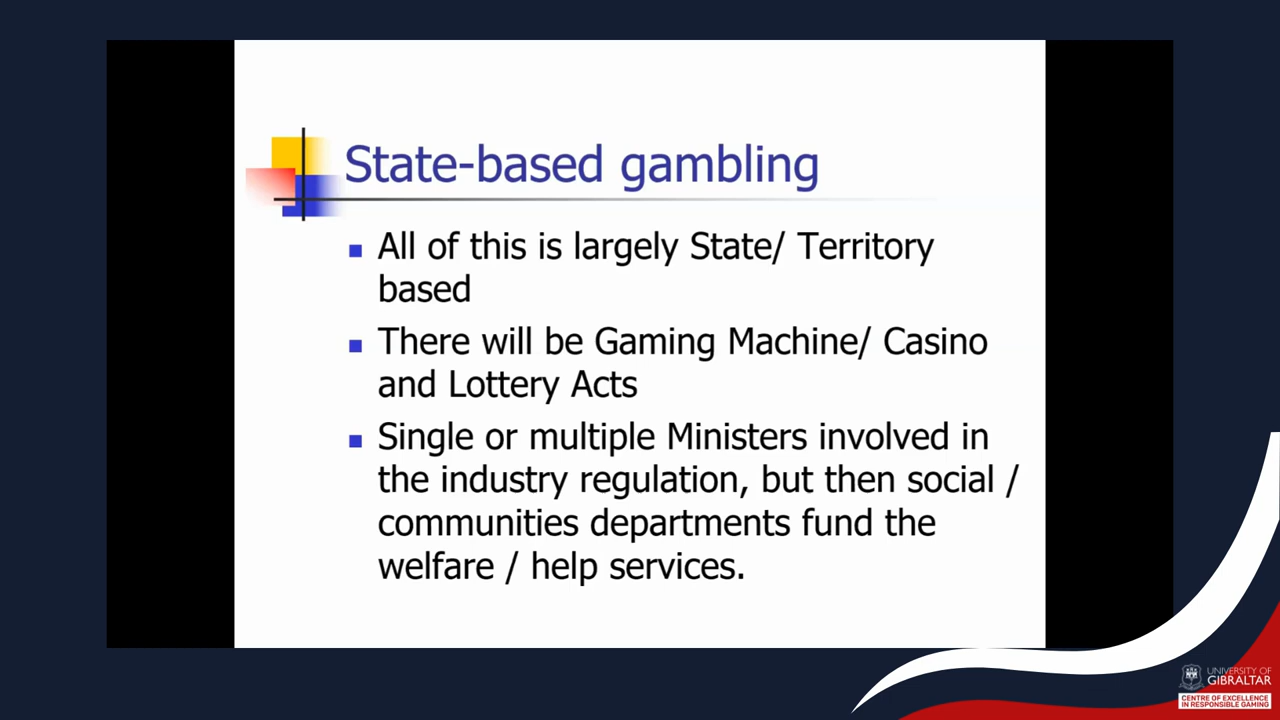 State-based gambling
All of this is largely State/ Territory
based
There will be Gaming Machine/ Casino
and Lottery Acts
Single or multiple Ministers involved in
the industry regulation, but then social /
communities departments fund the
welfare / help services.
UNIVERSITY OF
GIBRALTAR
CENTRE OF EXCELLENCE
IN RESPONSIBLE GAMING